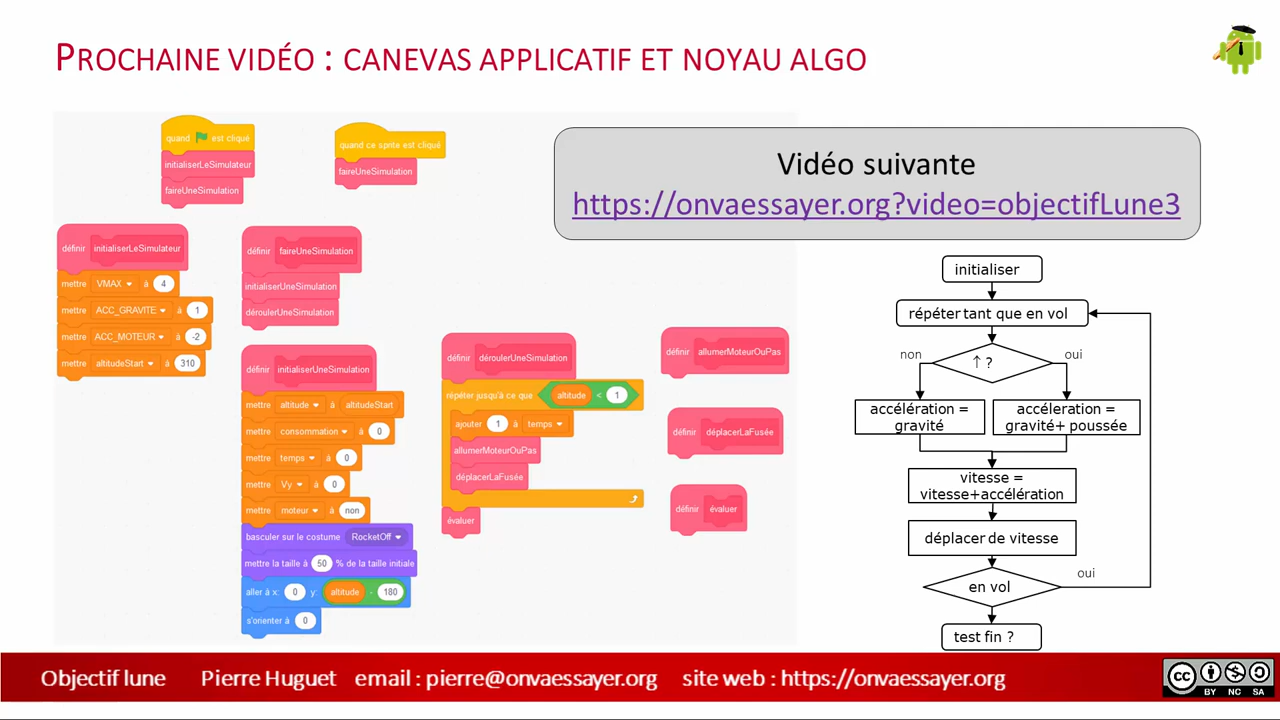 PROCHAINE VIDÉO : CANEVAS APPLICATIF ET NOYAU ALGO
quand est cliqué
initialiserLeSimulateur
faireUneSimulation
quand ce sprite est cliqué
faireUneSimulation
Vidéo suivante
https://onvaessayer.org?video=objectifLune3
définir initialiserLeSimulateur
mettre VMAX à 4
mettre ACC_GRAVITE à 1
mettre ACC_MOTEUR à -2
mettre altitudeStart à 310
définir faireUneSimulation
initialiserUneSimulation
déroulerUneSimulation
définir initialiserUneSimulation
mettre altitude à altitudeStart
mettre consommation à 0
mettre temps à 0
mettre Vy à 0
mettre moteur à non
basculer sur le costume RocketOff
mettre la taille à 50 % de la taille initiale
aller à x: 0 y: altitude - 180
s'orienter à 0
définir déroulerUneSimulation
répéter jusqu'à ce que altitude < 1
ajouter 1 à temps
allumerMoteurOuPas
déplacerLaFusée
évaluer
définir allumerMoteurOuPas
définir déplacerLaFusée
définir évaluer
initialiser
répéter tant que en vol
non
↑ ?
oui
accélération =
gravité
accéleration =
gravité+ poussée
vitesse =
vitesse+accélération
déplacer de vitesse
en vol
oui
test fin ?
Objectif lune Pierre Huguet email : pierre@onvaessayer.org site web : https://onvaessayer.org
cc
BY NC SA